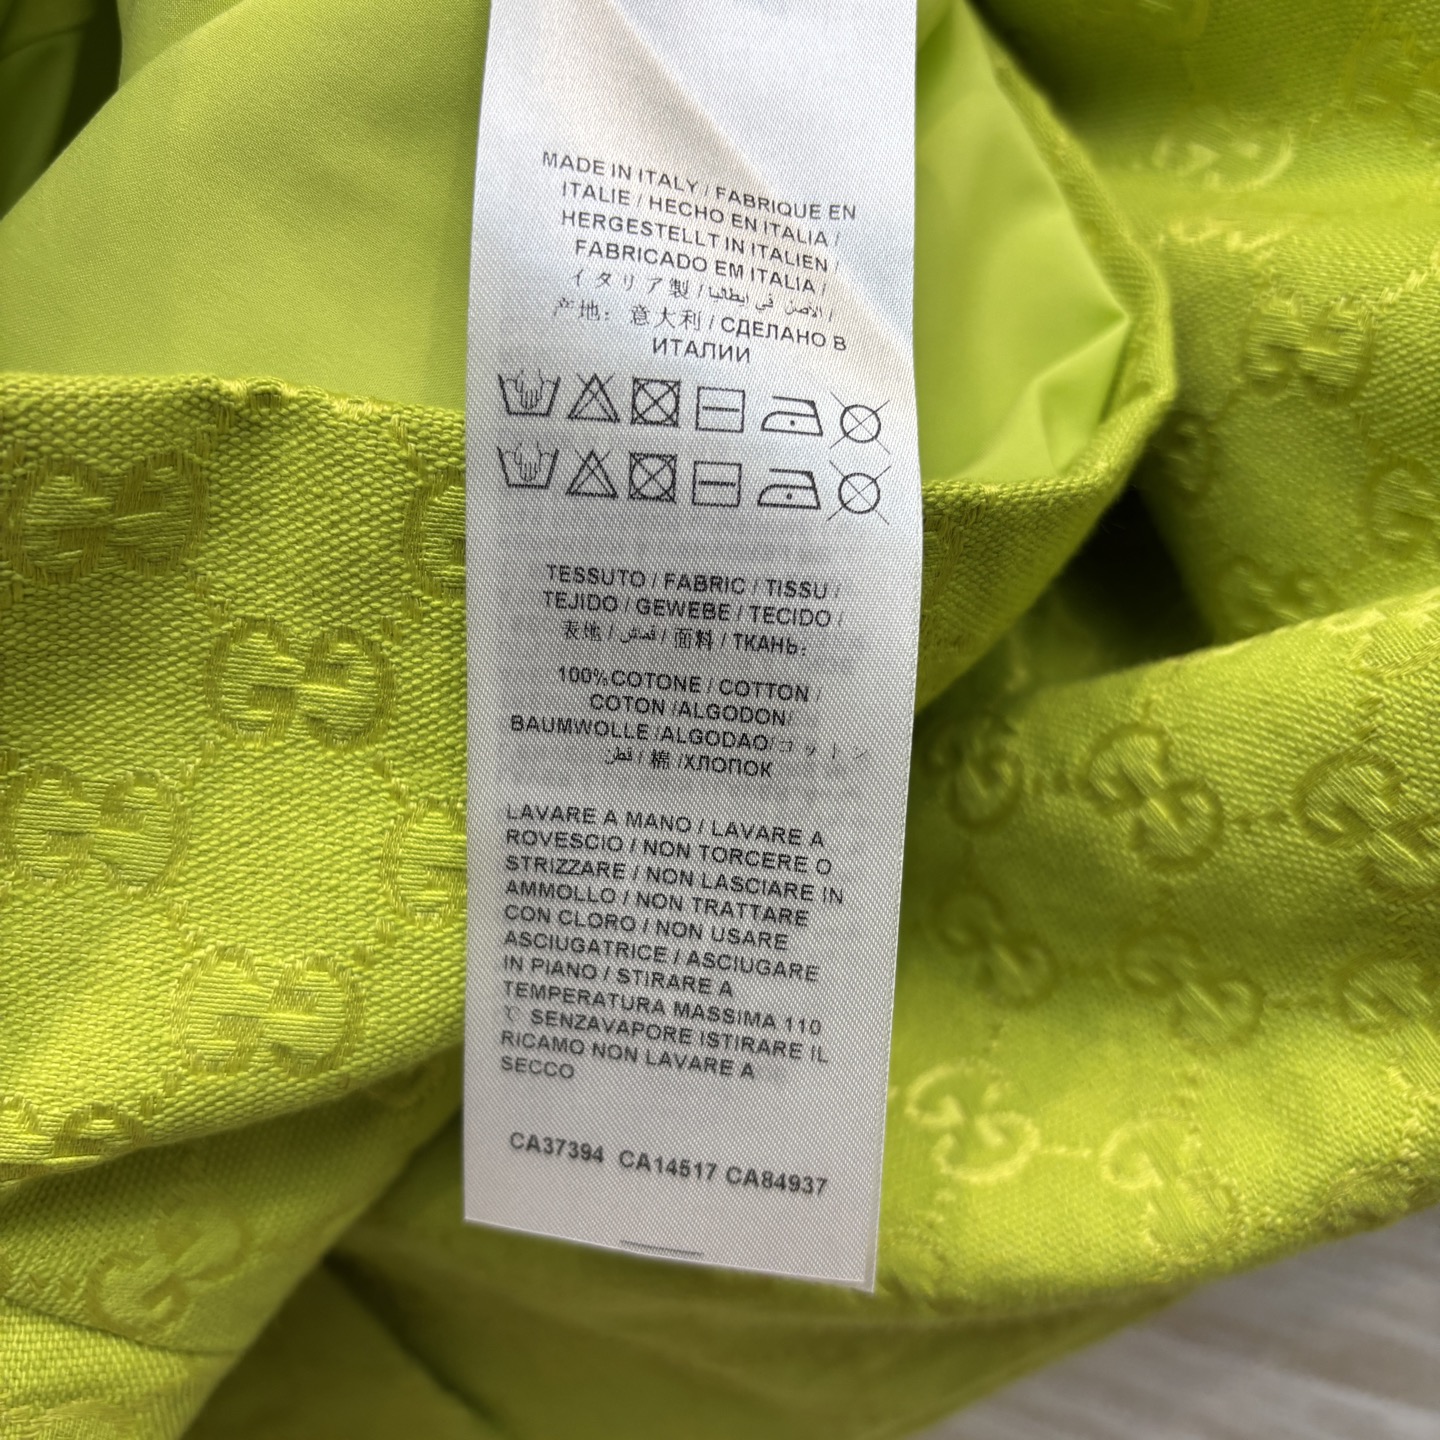 MADE IN ITALY / FABRIQUE EN
ITALIE / HECHO EN ITALIA /
HERGESTELLT IN ITALIEN /
FABRICADO EM ITALIA /
イタリア製 / الاصل في ايطاليا /
产地: 意大利 / СДЕЛАНО В
ИТАЛИИ
TESSUTO / FABRIC / TISSU /
TEJIDO / GEWEBE / TECIDO /
表地 / قماش / 面料 / ТКАНЬ:
100%COTONE / COTTON /
COTON /ALGODON/
BAUMWOLLE /ALGODAO/コットン
قطن / 棉 /ХЛОПОК
LAVARE A MANO / LAVARE A
ROVESCIO / NON TORCERE O
STRIZZARE / NON LASCIARE IN
AMMOLLO / NON TRATTARE
CON CLORO / NON USARE
ASCIUGATRICE / ASCIUGARE
IN PIANO / STIRARE A
TEMPERATURA MASSIMA 110
℃ SENZAVAPORE ISTIRARE IL
RICAMO NON LAVARE A
SECCO
CA37394 CA14517 CA84937